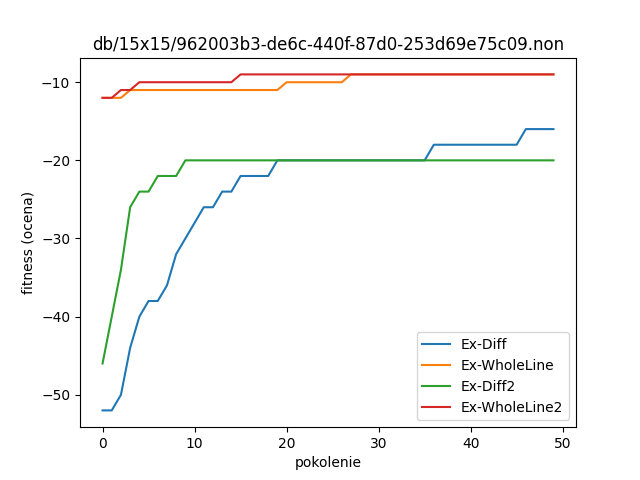 db/15x15/962003b3-de6c-440f-87d0-253d69e75c09.non
−10
−20
−30
−40
−50
fitness (ocena)
Ex-Diff
Ex-WholeLine
Ex-Diff2
Ex-WholeLine2
0 10 20 30 40 50
pokolenie